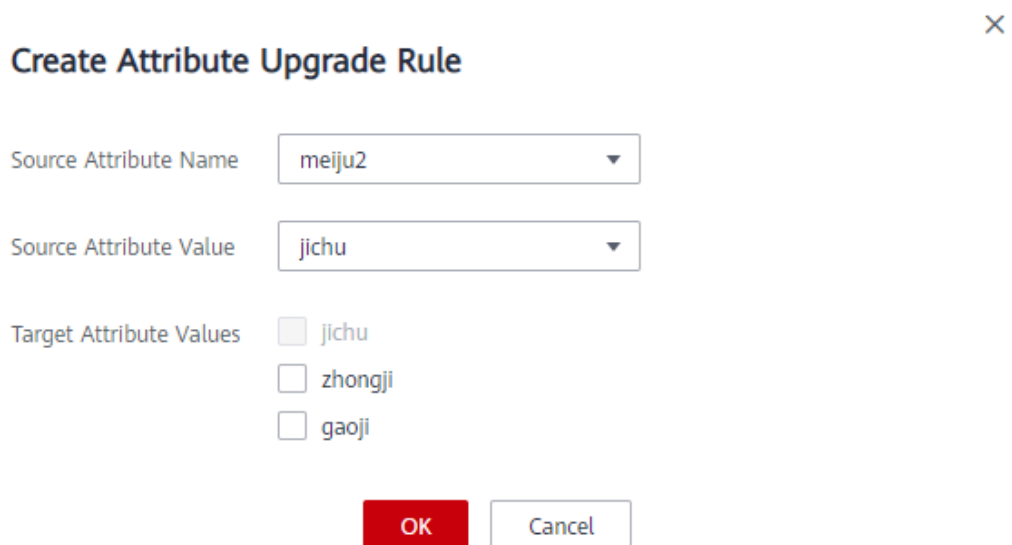 Create Attribute Upgrade Rule
Source Attribute Name meiju2
Source Attribute Value jichu
Target Attribute Values jichu
zhongji
gaoji
OK Cancel